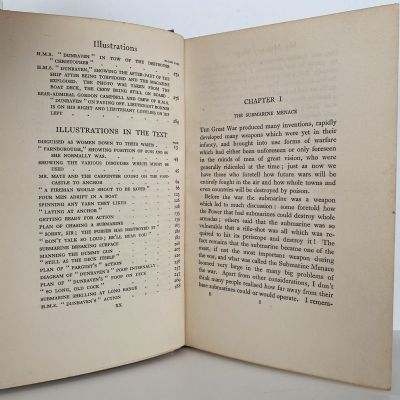 Illustrations
H.M.S. "DUNRAVEN" IN TOW OF THE DESTROYER
"CHRISTOPHER"
H.M.S. "DUNRAVEN," SHOWING THE AFTER-PART OF THE
SHIP AFTER BEING TORPEDOED AND THE MAGAZINE
EXPLODED. THE PHOTO WAS TAKEN FROM THE
BOAT DECK, THE CREW BEING STILL ON BOARD
REAR-ADMIRAL GORDON CAMPBELL AND CREW OF H.M.S.
"DUNRAVEN" ON PAYING OFF. LIEUTENANT BONNER
IS ON HIS RIGHT AND LIEUTENANT LOVELESS ON HIS
LEFT
ILLUSTRATIONS IN THE TEXT
DISGUISED AS WOMEN DOWN TO THEIR WAISTS
"FARNBOROUGH," SHOWING POSITION OF GUNS AND AS
SHE NORMALLY WAS
SHOWING THE VARIOUS DISGUISES WHICH MIGHT BE
USED
MR. MATE AND THE CARPENTER GOING ON THE
CASTLE TO ANCHOR
"A FIREMAN WOULD SHOUT TO BE NOTED"
FOUR MEN ADRIFT IN A BOAT
SPINNING ANY YARN THEY LIKED
"LAYING AT ANCHOR"
GETTING READY FOR ACTION
PLAN OF CHASING A SUBMARINE
"SORRY, SIR; THE PURSER HAS DESTROYED IT"
"DON'T TALK SO LOUD; HE'LL HEAR YOU"
SUBMARINE BREAKING SURFACE
MANNING THE DUMMY GUN
"STILL AS THE DECK ITSELF"
PLAN OF "PARGUST'S" ACTION
DIAGRAM OF "DUNRAVEN'S" POOP INTERNALLY
PLAN OF "DUNRAVEN'S" POOP ON DECK
"SO LONG, OLD COCK"
SUBMARINE SHELLING AT LONG RANGE
H.M.S. "DUNRAVEN'S" ACTION
XX
CHAPTER I
THE SUBMARINE MENACE
THE Great War produced many inventions, rapidly
developed many weapons which were yet in their
infancy, and brought into use forms of warfare
which had either been unforeseen or only foreseen
in the minds of men of great vision, who were
generally ridiculed at the time; just as now we
have those who foretell how future wars will be
entirely fought in the air and how whole towns and
even countries will be destroyed by poison.
Before the war the submarine was a weapon
which led to much discussion: some foretold how
the Power that had submarines could destroy whole
armadas; others said that the submarine was so
vulnerable that a rifle-shot was all which was re-
quired to hit its periscope and destroy it! The
fact remains that the submarine became one of the
most, if not the most important weapon during
the war, and what was called the Submarine Menace
loomed very large in the many big problems of
the war. Apart from other considerations, I don't
think many people realised how far away from their
base submarines could or would operate. I remem-
B
1